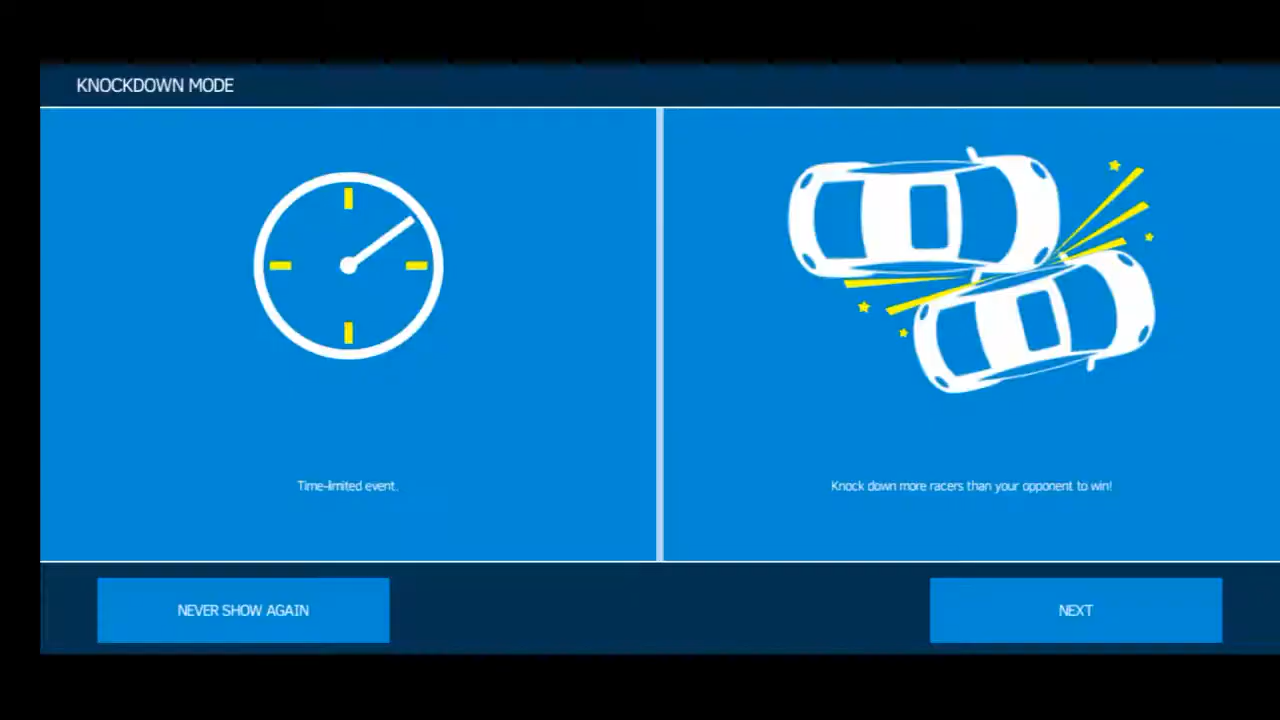 KNOCKDOWN MODE
Time-limited event.
Knock down more racers than your opponent to win!
NEVER SHOW AGAIN
NEXT